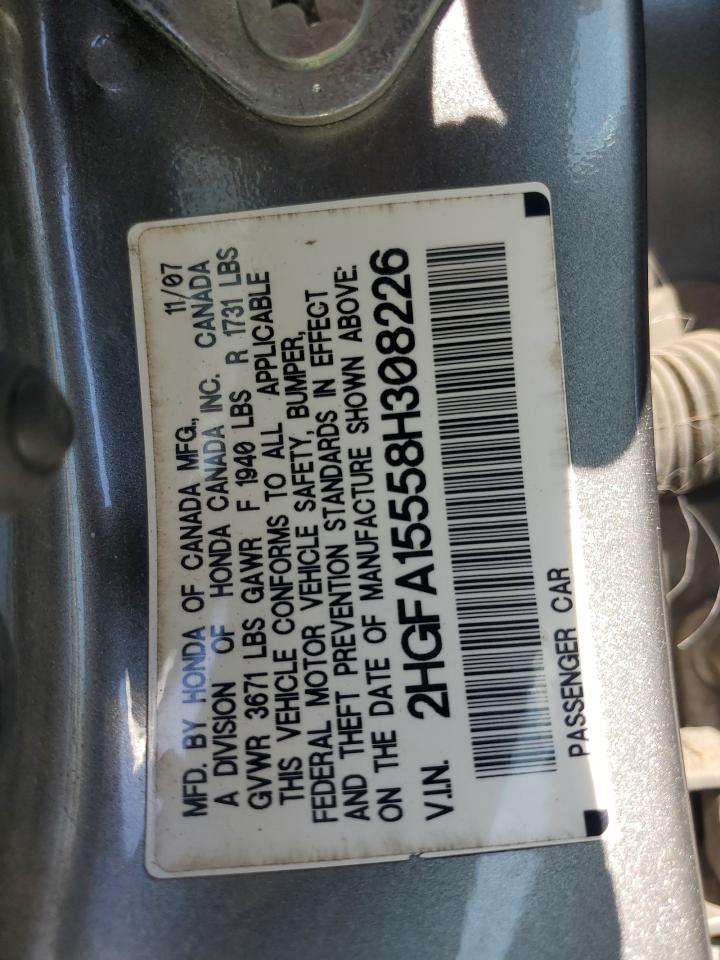 MFD. BY HONDA OF CANADA MFG., 11/07
A DIVISION OF HONDA CANADA INC. CANADA
GVWR 3671 LBS GAWR F 1940 LBS R 1731 LBS
THIS VEHICLE CONFORMS TO ALL APPLICABLE
FEDERAL MOTOR VEHICLE SAFETY, BUMPER,
AND THEFT PREVENTION STANDARDS IN EFFECT
ON THE DATE OF MANUFACTURE SHOWN ABOVE:
V.I.N. 2HGFA15558H308226
PASSENGER CAR